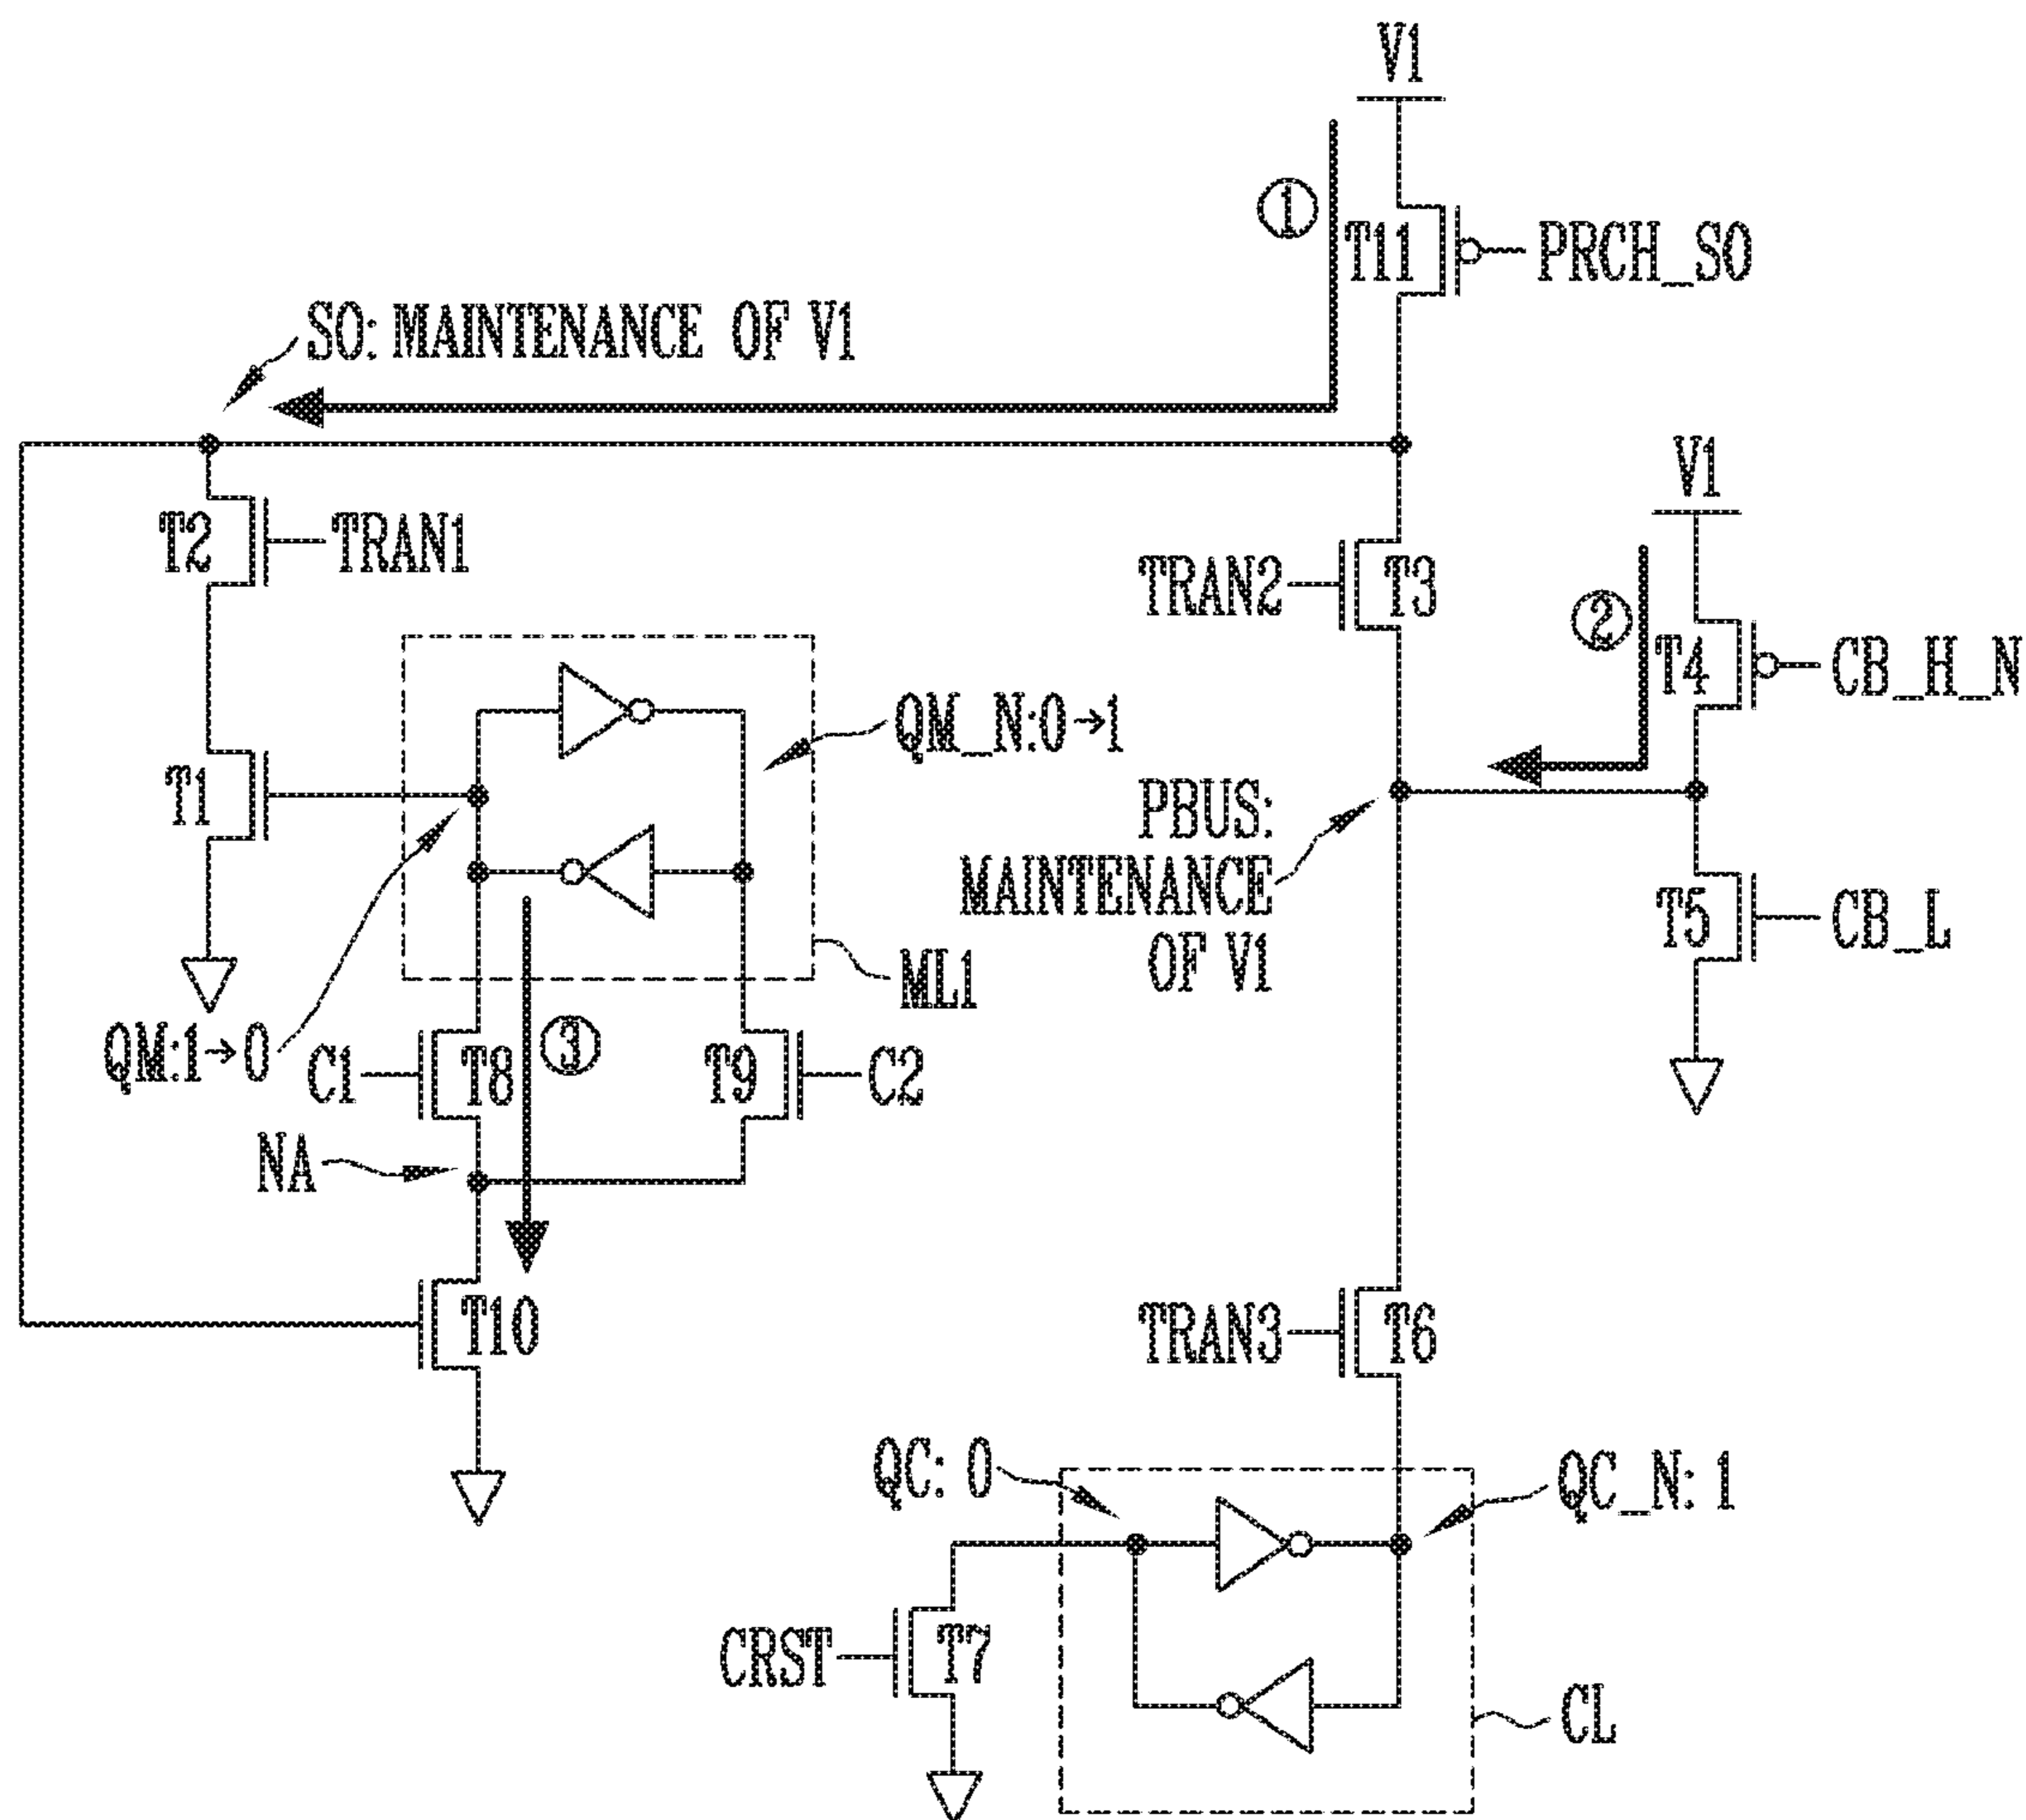 V1
①
T11
PRCH_SO
SO: MAINTENANCE OF V1
V1
T2
TRAN1
TRAN2
T3
②
T4
CB_H_N
QM_N:0→1
T1
PBUS:
MAINTENANCE
OF V1
T5
CB_L
ML1
QM:1→0
C1
T8
③
T9
C2
NA
T10
TRAN3
T6
QC: 0
QC_N: 1
CRST
T7
CL